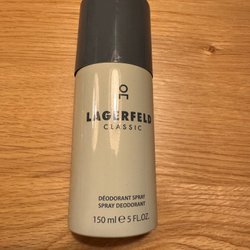 LAGERFELD
CLASSIC
DÉODORANT SPRAY
SPRAY DEODORANT
150 ml ℮ 5 FL.OZ.